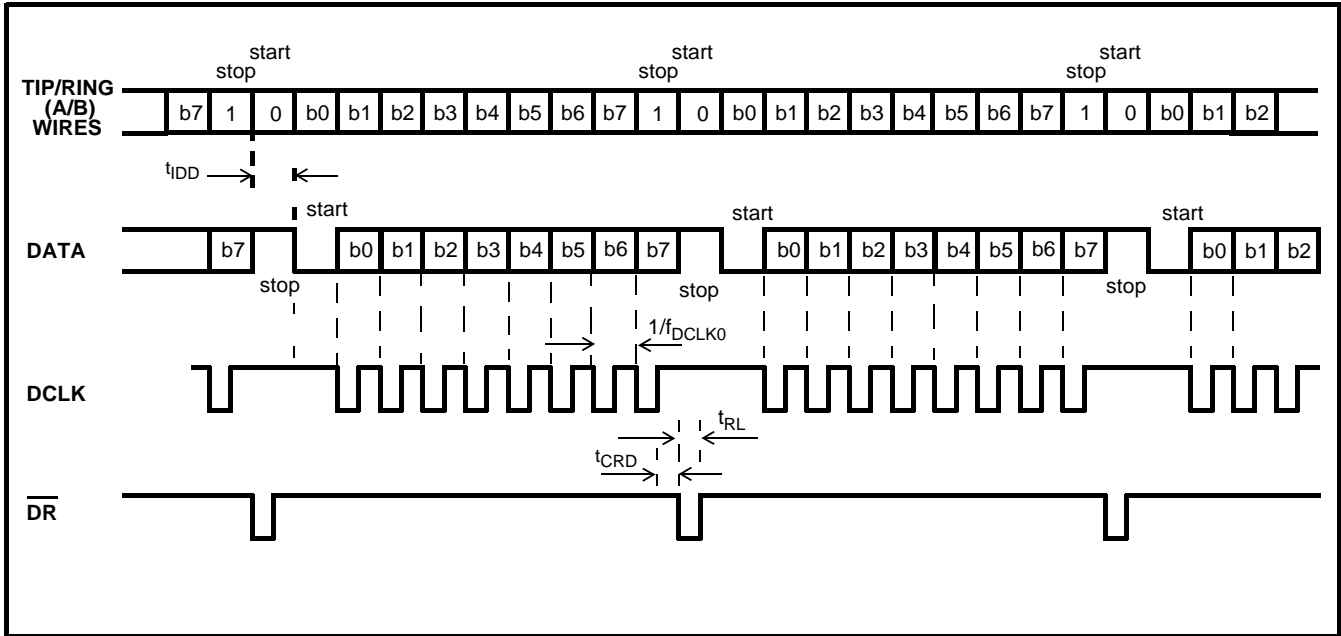 start start start
stop stop stop
TIP/RING
(A/B)
WIRES
b7 1 0 b0 b1 b2 b3 b4 b5 b6 b7 1 0 b0 b1 b2 b3 b4 b5 b6 b7 1 0 b0 b1 b2
tIDD
start start start
DATA
b7 b0 b1 b2 b3 b4 b5 b6 b7 b0 b1 b2 b3 b4 b5 b6 b7 b0 b1 b2
stop stop stop
1/fDCLK0
DCLK
tRL
tCRD
DR